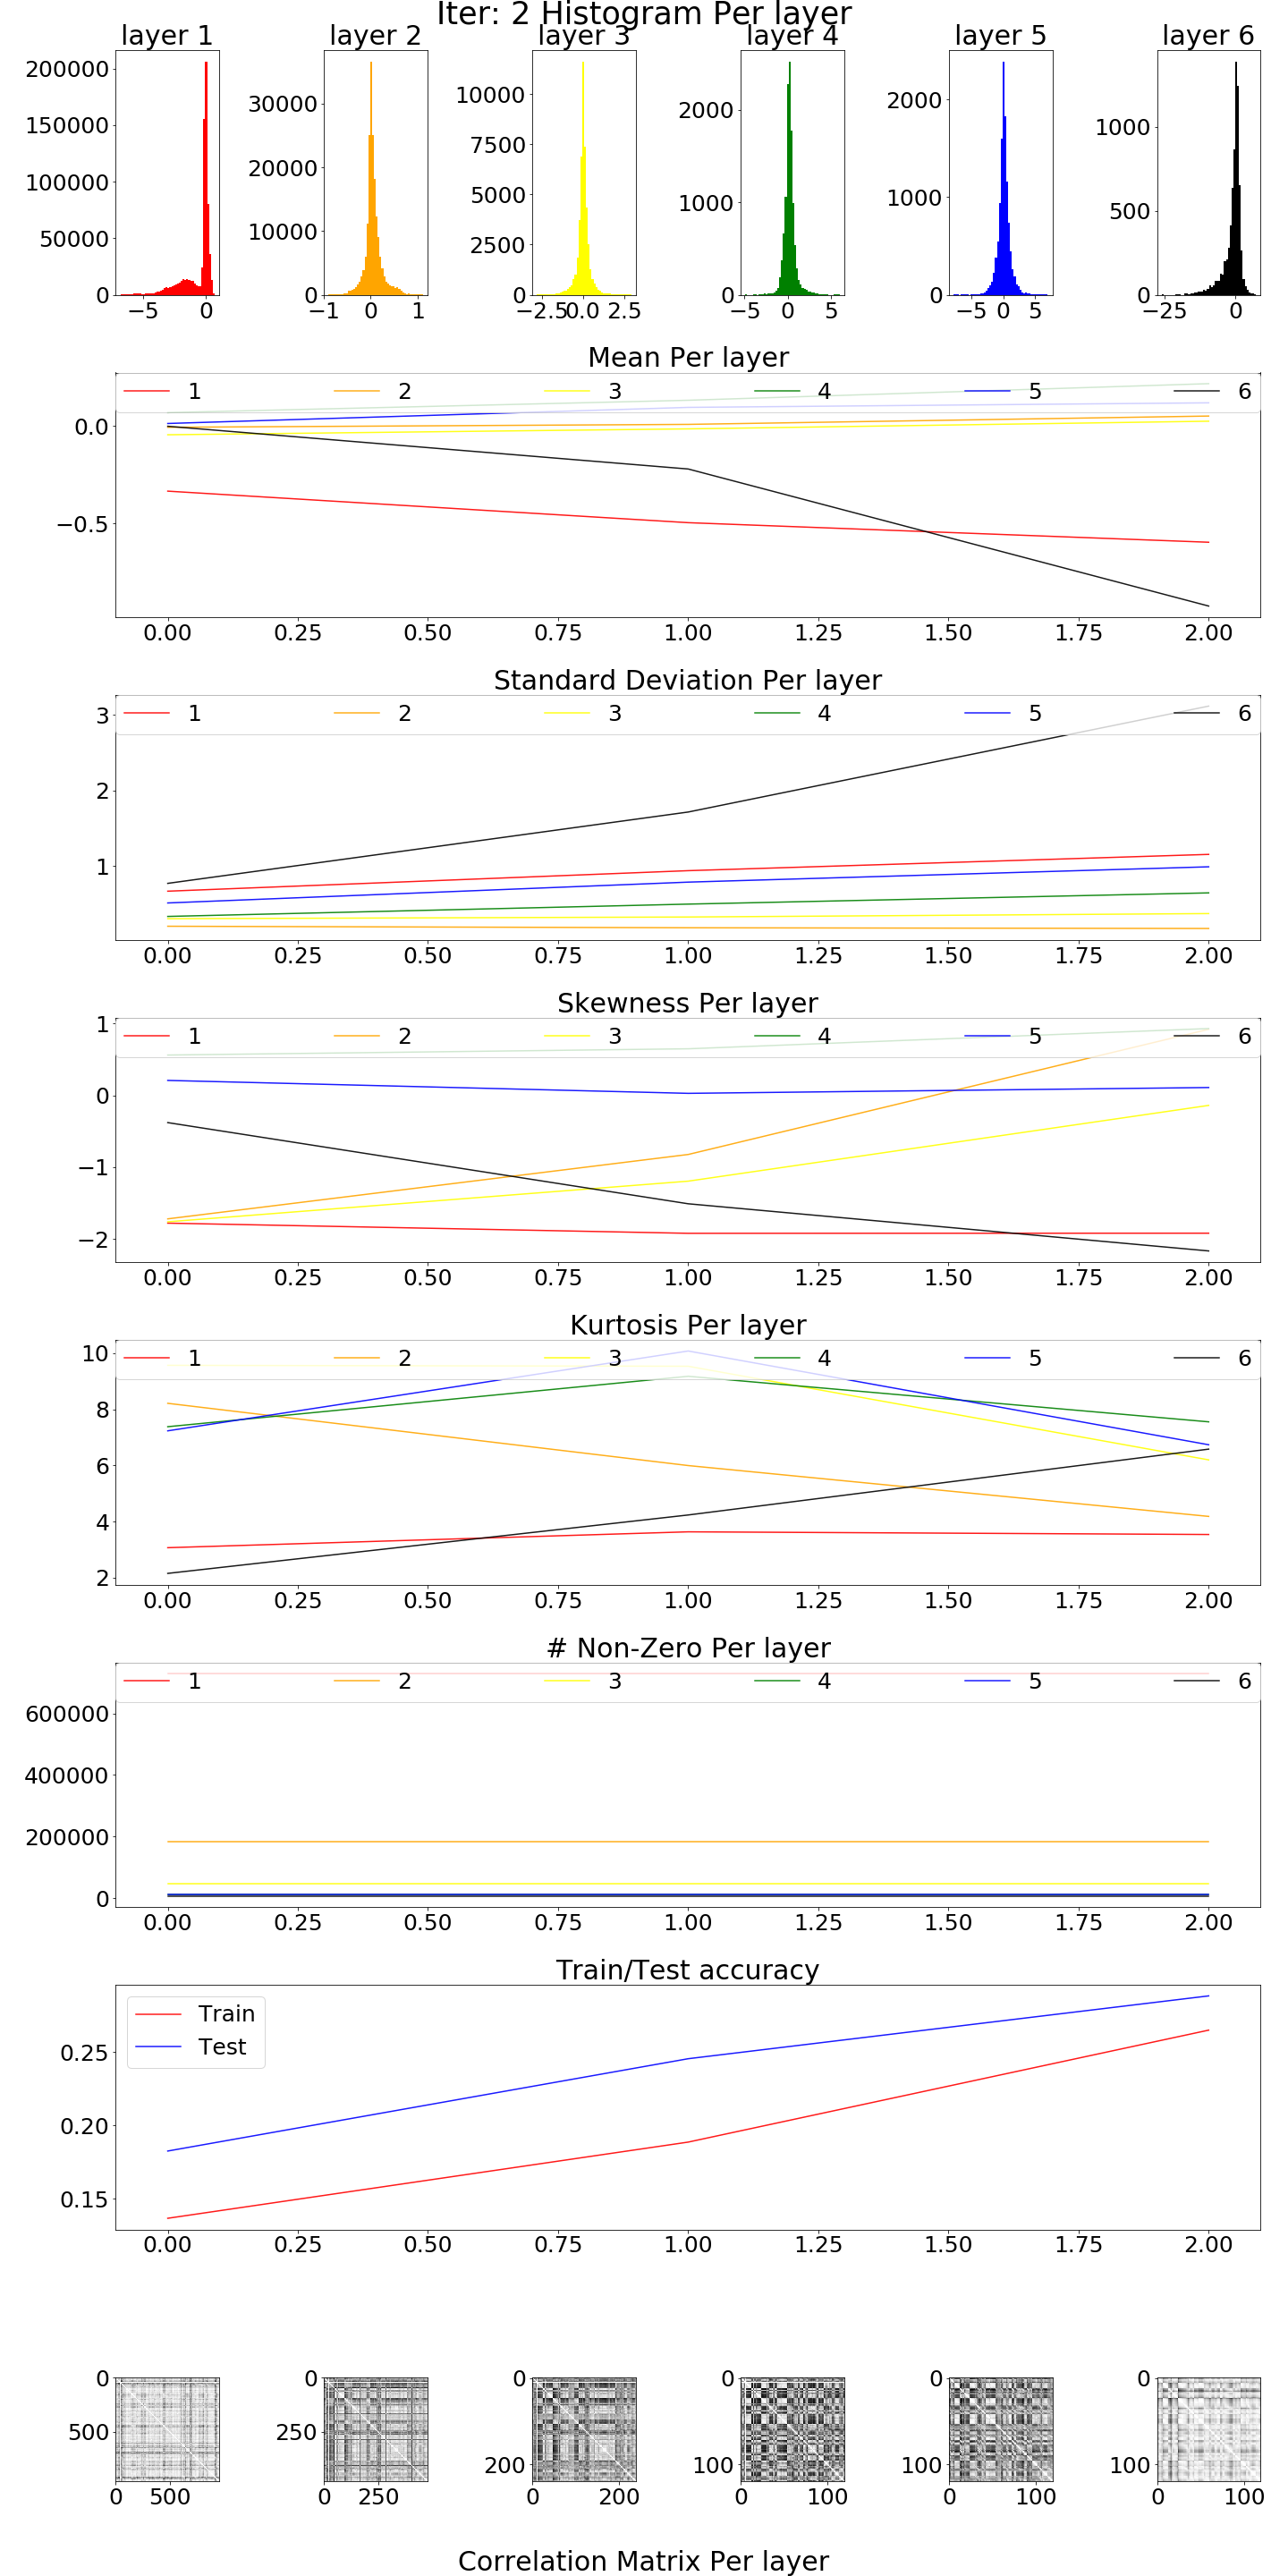 Iter: 2 Histogram Per layer
layer 1 layer 2 layer 3 layer 4 layer 5 layer 6
200000
150000
100000
50000
0
−5 0
30000
20000
10000
0
−1 0 1
10000
7500
5000
2500
0
−2.5 0.0 2.5
2000
1000
0
−5 0 5
2000
1000
0
−5 0 5
1000
500
0
−25 0
Mean Per layer
1 2 3 4 5 6
0.0
−0.5
0.00 0.25 0.50 0.75 1.00 1.25 1.50 1.75 2.00
Standard Deviation Per layer
1 2 3 4 5 6
3
2
1
0.00 0.25 0.50 0.75 1.00 1.25 1.50 1.75 2.00
Skewness Per layer
1 2 3 4 5 6
1
0
−1
−2
0.00 0.25 0.50 0.75 1.00 1.25 1.50 1.75 2.00
Kurtosis Per layer
1 2 3 4 5 6
10
8
6
4
2
0.00 0.25 0.50 0.75 1.00 1.25 1.50 1.75 2.00
# Non-Zero Per layer
1 2 3 4 5 6
600000
400000
200000
0
0.00 0.25 0.50 0.75 1.00 1.25 1.50 1.75 2.00
Train/Test accuracy
Train
Test
0.25
0.20
0.15
0.00 0.25 0.50 0.75 1.00 1.25 1.50 1.75 2.00
0
500
0 500
0
250
0 250
0
200
0 200
0
100
0 100
0
100
0 100
0
100
0 100
Correlation Matrix Per layer